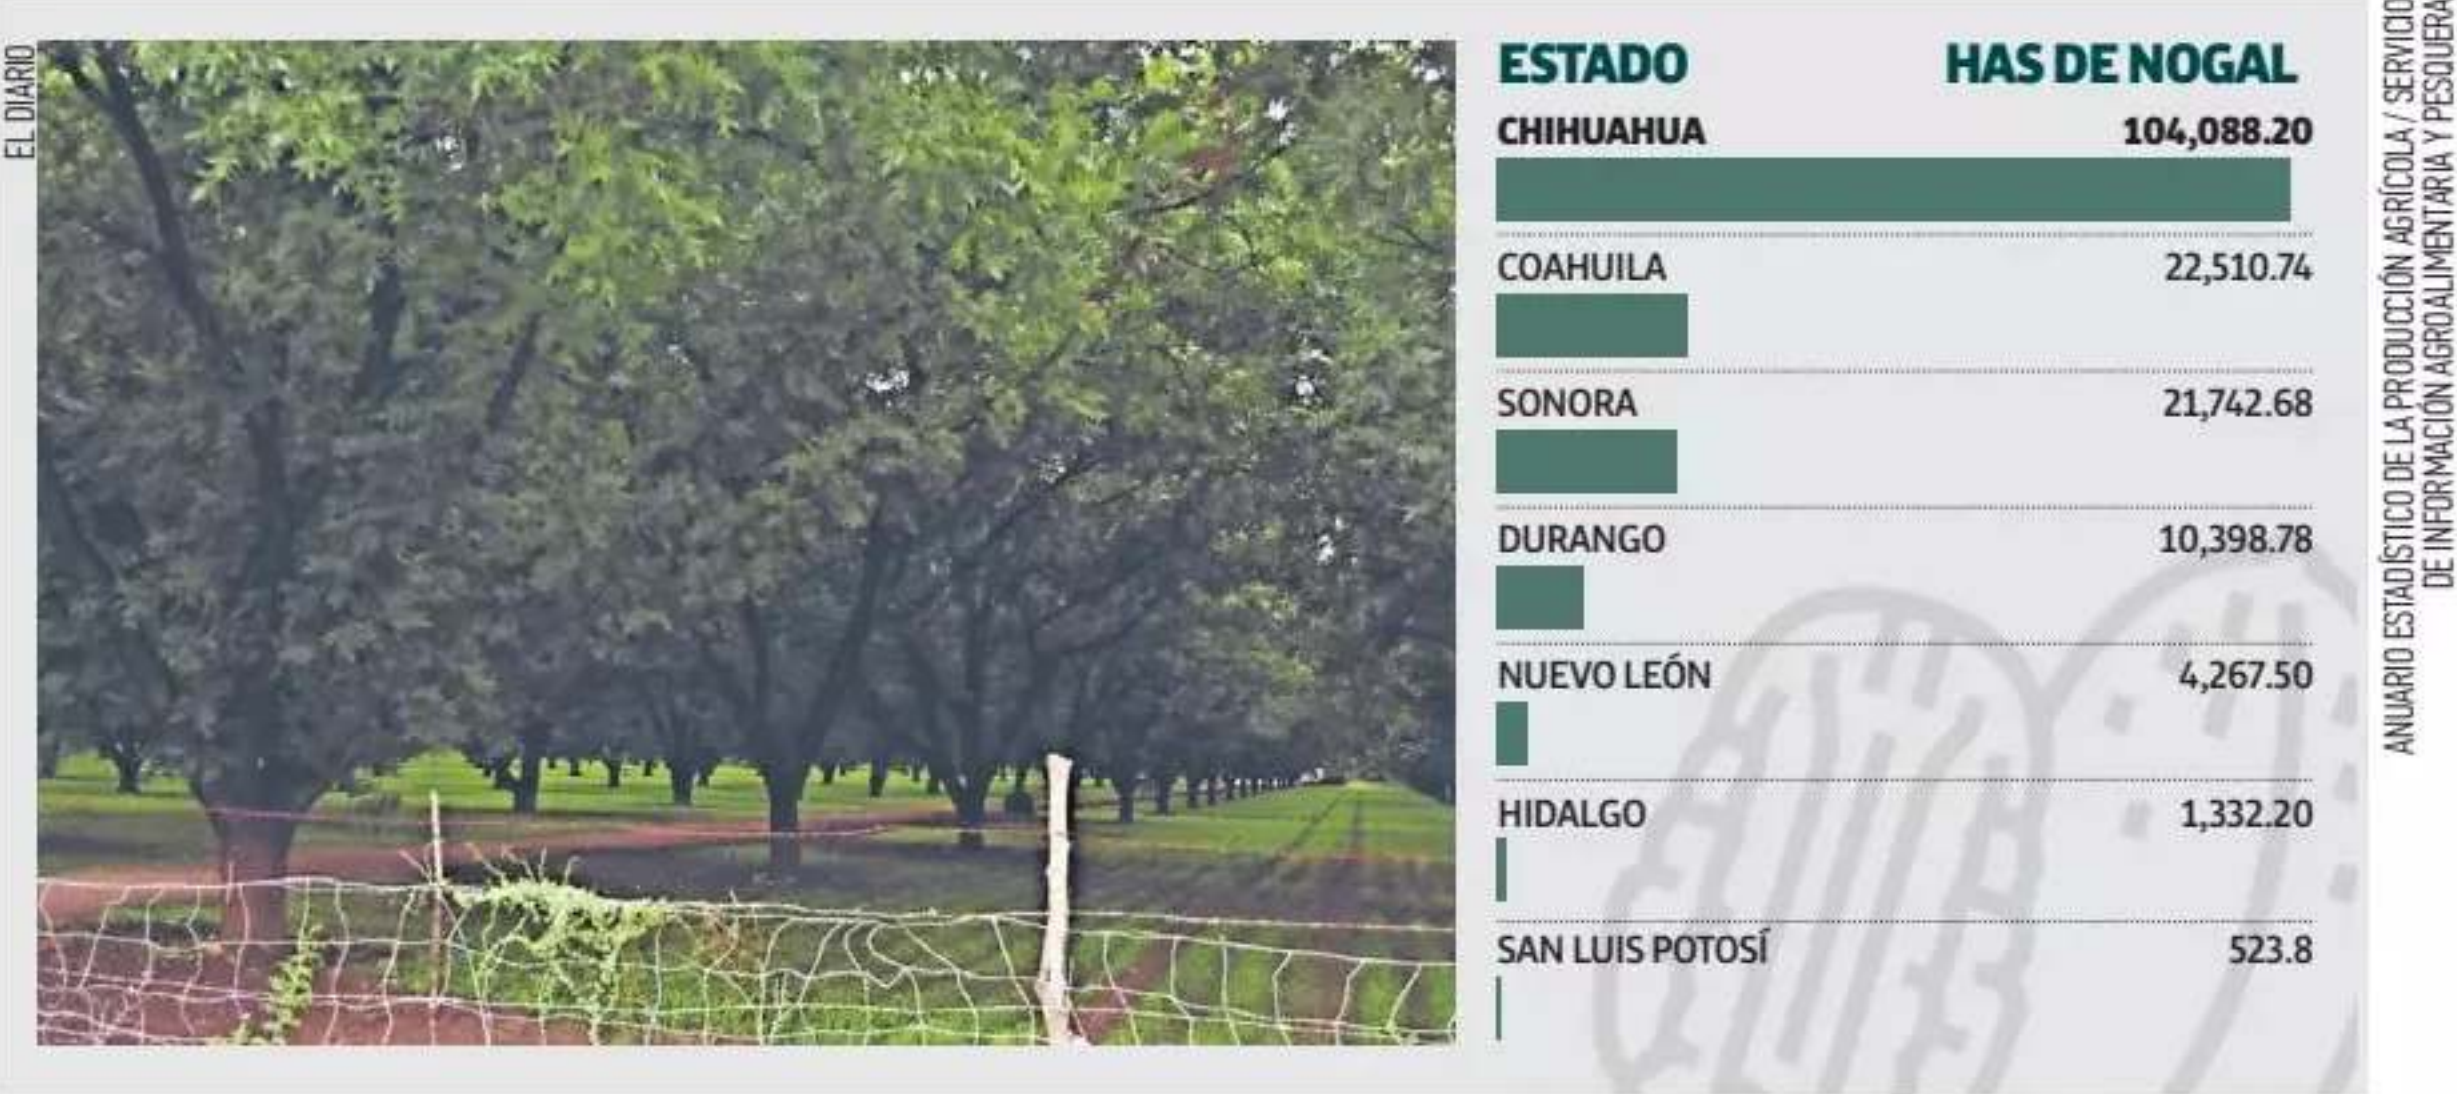 EL DIARIO
ESTADO HAS DE NOGAL
CHIHUAHUA 104,088.20
COAHUILA 22,510.74
SONORA 21,742.68
DURANGO 10,398.78
NUEVO LEÓN 4,267.50
HIDALGO 1,332.20
SAN LUIS POTOSÍ 523.8
ANUARIO ESTADÍSTICO DE LA PRODUCCIÓN AGRÍCOLA / SERVICIO
DE INFORMACIÓN AGROALIMENTARIA Y PESQUERA